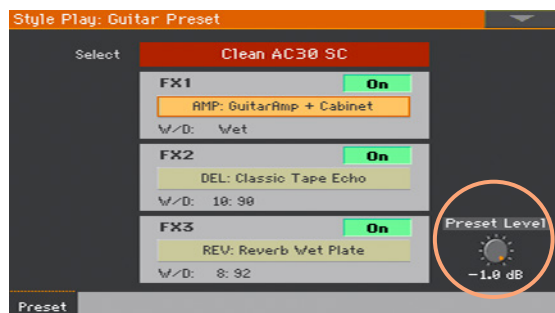 Style Play: Guitar Preset
Select
Clean AC30 SC
FX1 On
AMP: GuitarAmp + Cabinet
W/D: Wet
FX2 On
DEL: Classic Tape Echo
W/D: 10: 90
FX3 On
REV: Reverb Wet Plate
W/D: 8: 92
Preset Level
-1.0 dB
Preset